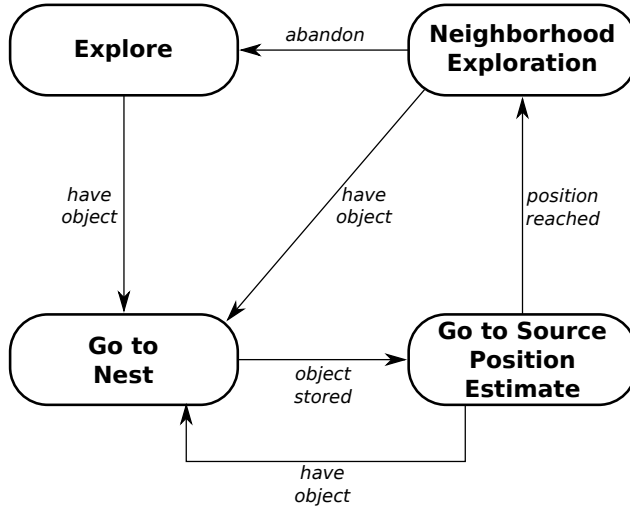 Explore
abandon
Neighborhood
Exploration
have
object
have
object
position
reached
Go to
Nest
object
stored
Go to Source
Position
Estimate
have
object